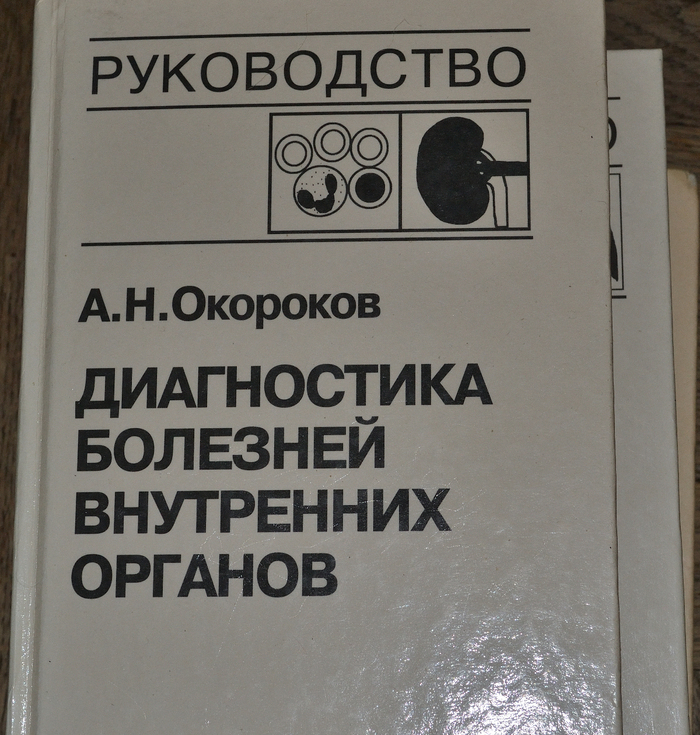 РУКОВОДСТВО
А.Н.Окороков
ДИАГНОСТИКА
БОЛЕЗНЕЙ
ВНУТРЕННИХ
ОРГАНОВ